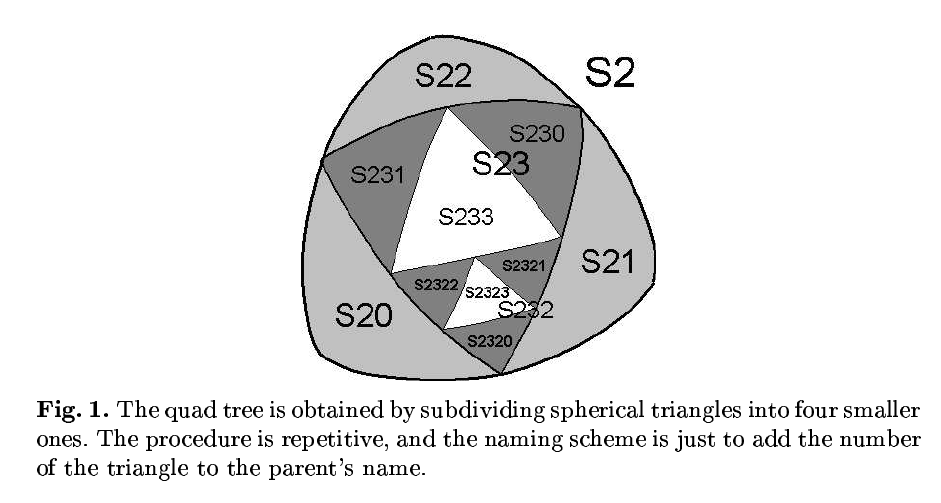 S22
S2
S230
S23
S231
S233
S21
S2321
S2322
S2323
S232
S20
S2320
Fig. 1. The quad tree is obtained by subdividing spherical triangles into four smaller
ones. The procedure is repetitive, and the naming scheme is just to add the number
of the triangle to the parent's name.